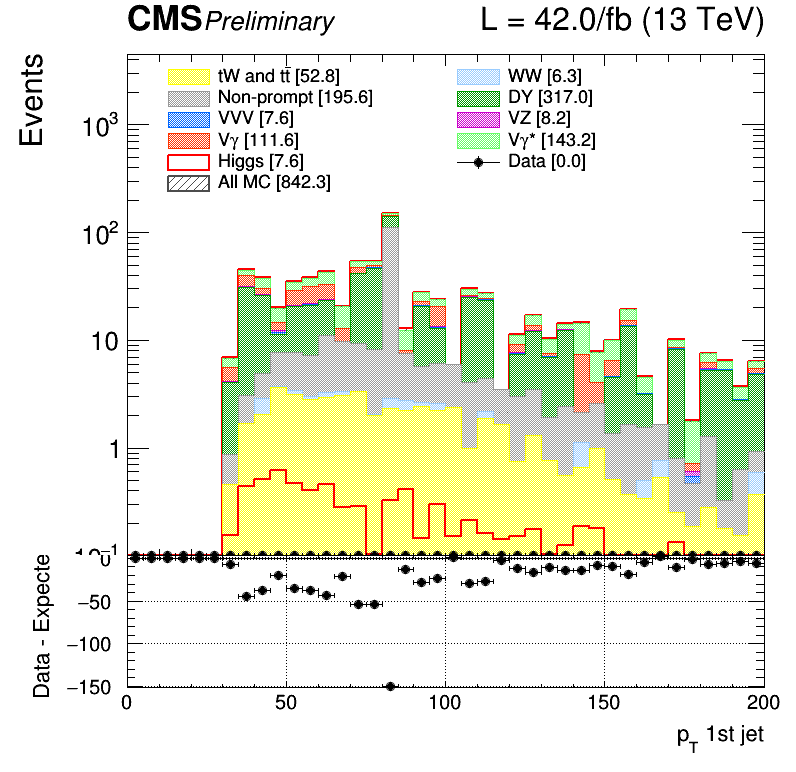 CMS Preliminary L = 42.0/fb (13 TeV)
Events
tW and tt̄ [52.8] WW [6.3]
Non-prompt [195.6] DY [317.0]
VVV [7.6] VZ [8.2]
Vγ [111.6] Vγ* [143.2]
Higgs [7.6] Data [0.0]
All MC [842.3]
10³
10²
10
1
Data - Expecte
0
−50
−100
−150
0 50 100 150 200
p_T 1st jet